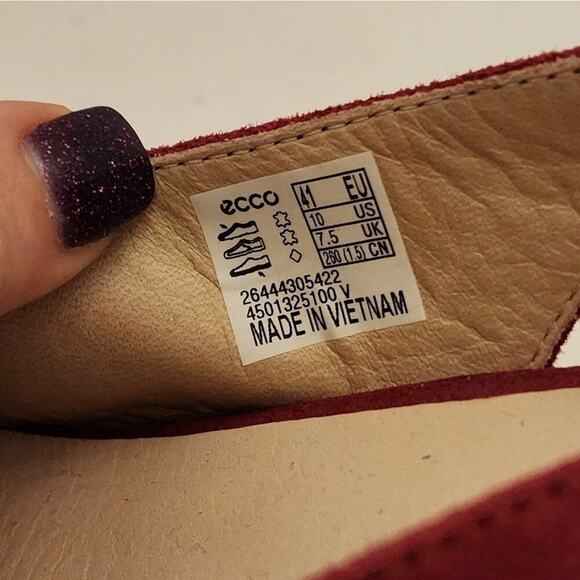 ecco
41 EU
10 US
7.5 UK
260 (1.5) CN
26444305422
4501325100 V
MADE IN VIETNAM